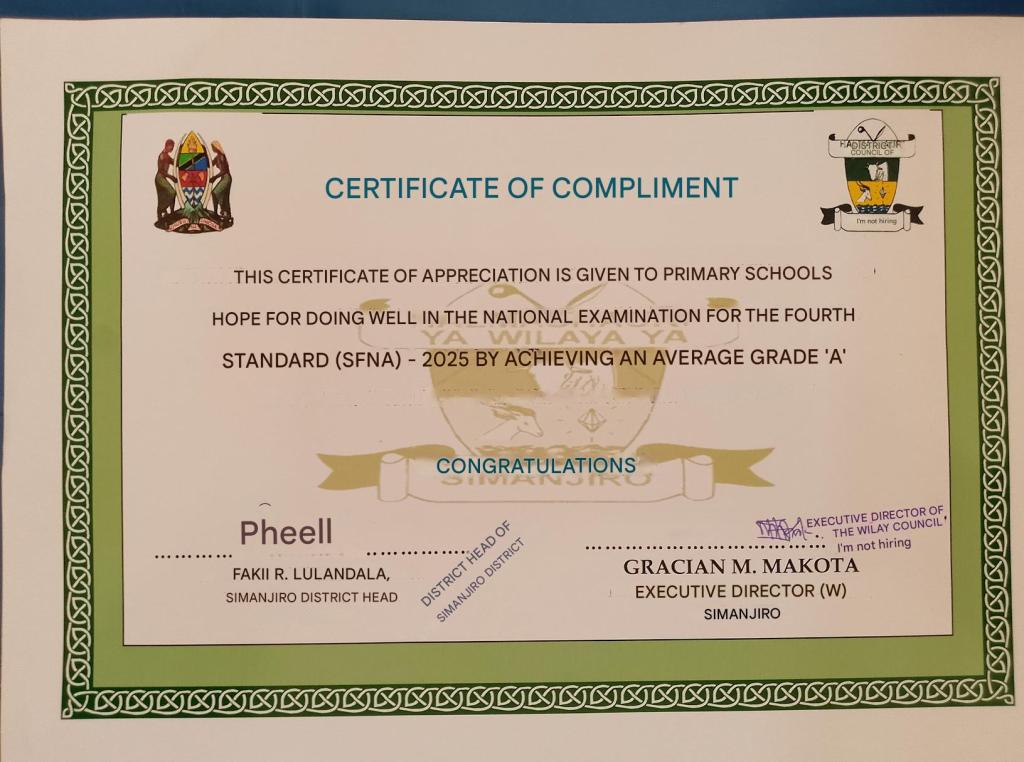 DISTRICT
COUNCIL OF
I'm not hiring
CERTIFICATE OF COMPLIMENT
THIS CERTIFICATE OF APPRECIATION IS GIVEN TO PRIMARY SCHOOLS
HOPE FOR DOING WELL IN THE NATIONAL EXAMINATION FOR THE FOURTH
YA WILAYA YA
STANDARD (SFNA) - 2025 BY ACHIEVING AN AVERAGE GRADE 'A'
CONGRATULATIONS
SIMANJIRO
Pheell
FAKII R. LULANDALA,
SIMANJIRO DISTRICT HEAD
DISTRICT HEAD OF
SIMANJIRO DISTRICT
EXECUTIVE DIRECTOR OF
THE WILAY COUNCIL'
I'm not hiring
GRACIAN M. MAKOTA
EXECUTIVE DIRECTOR (W)
SIMANJIRO